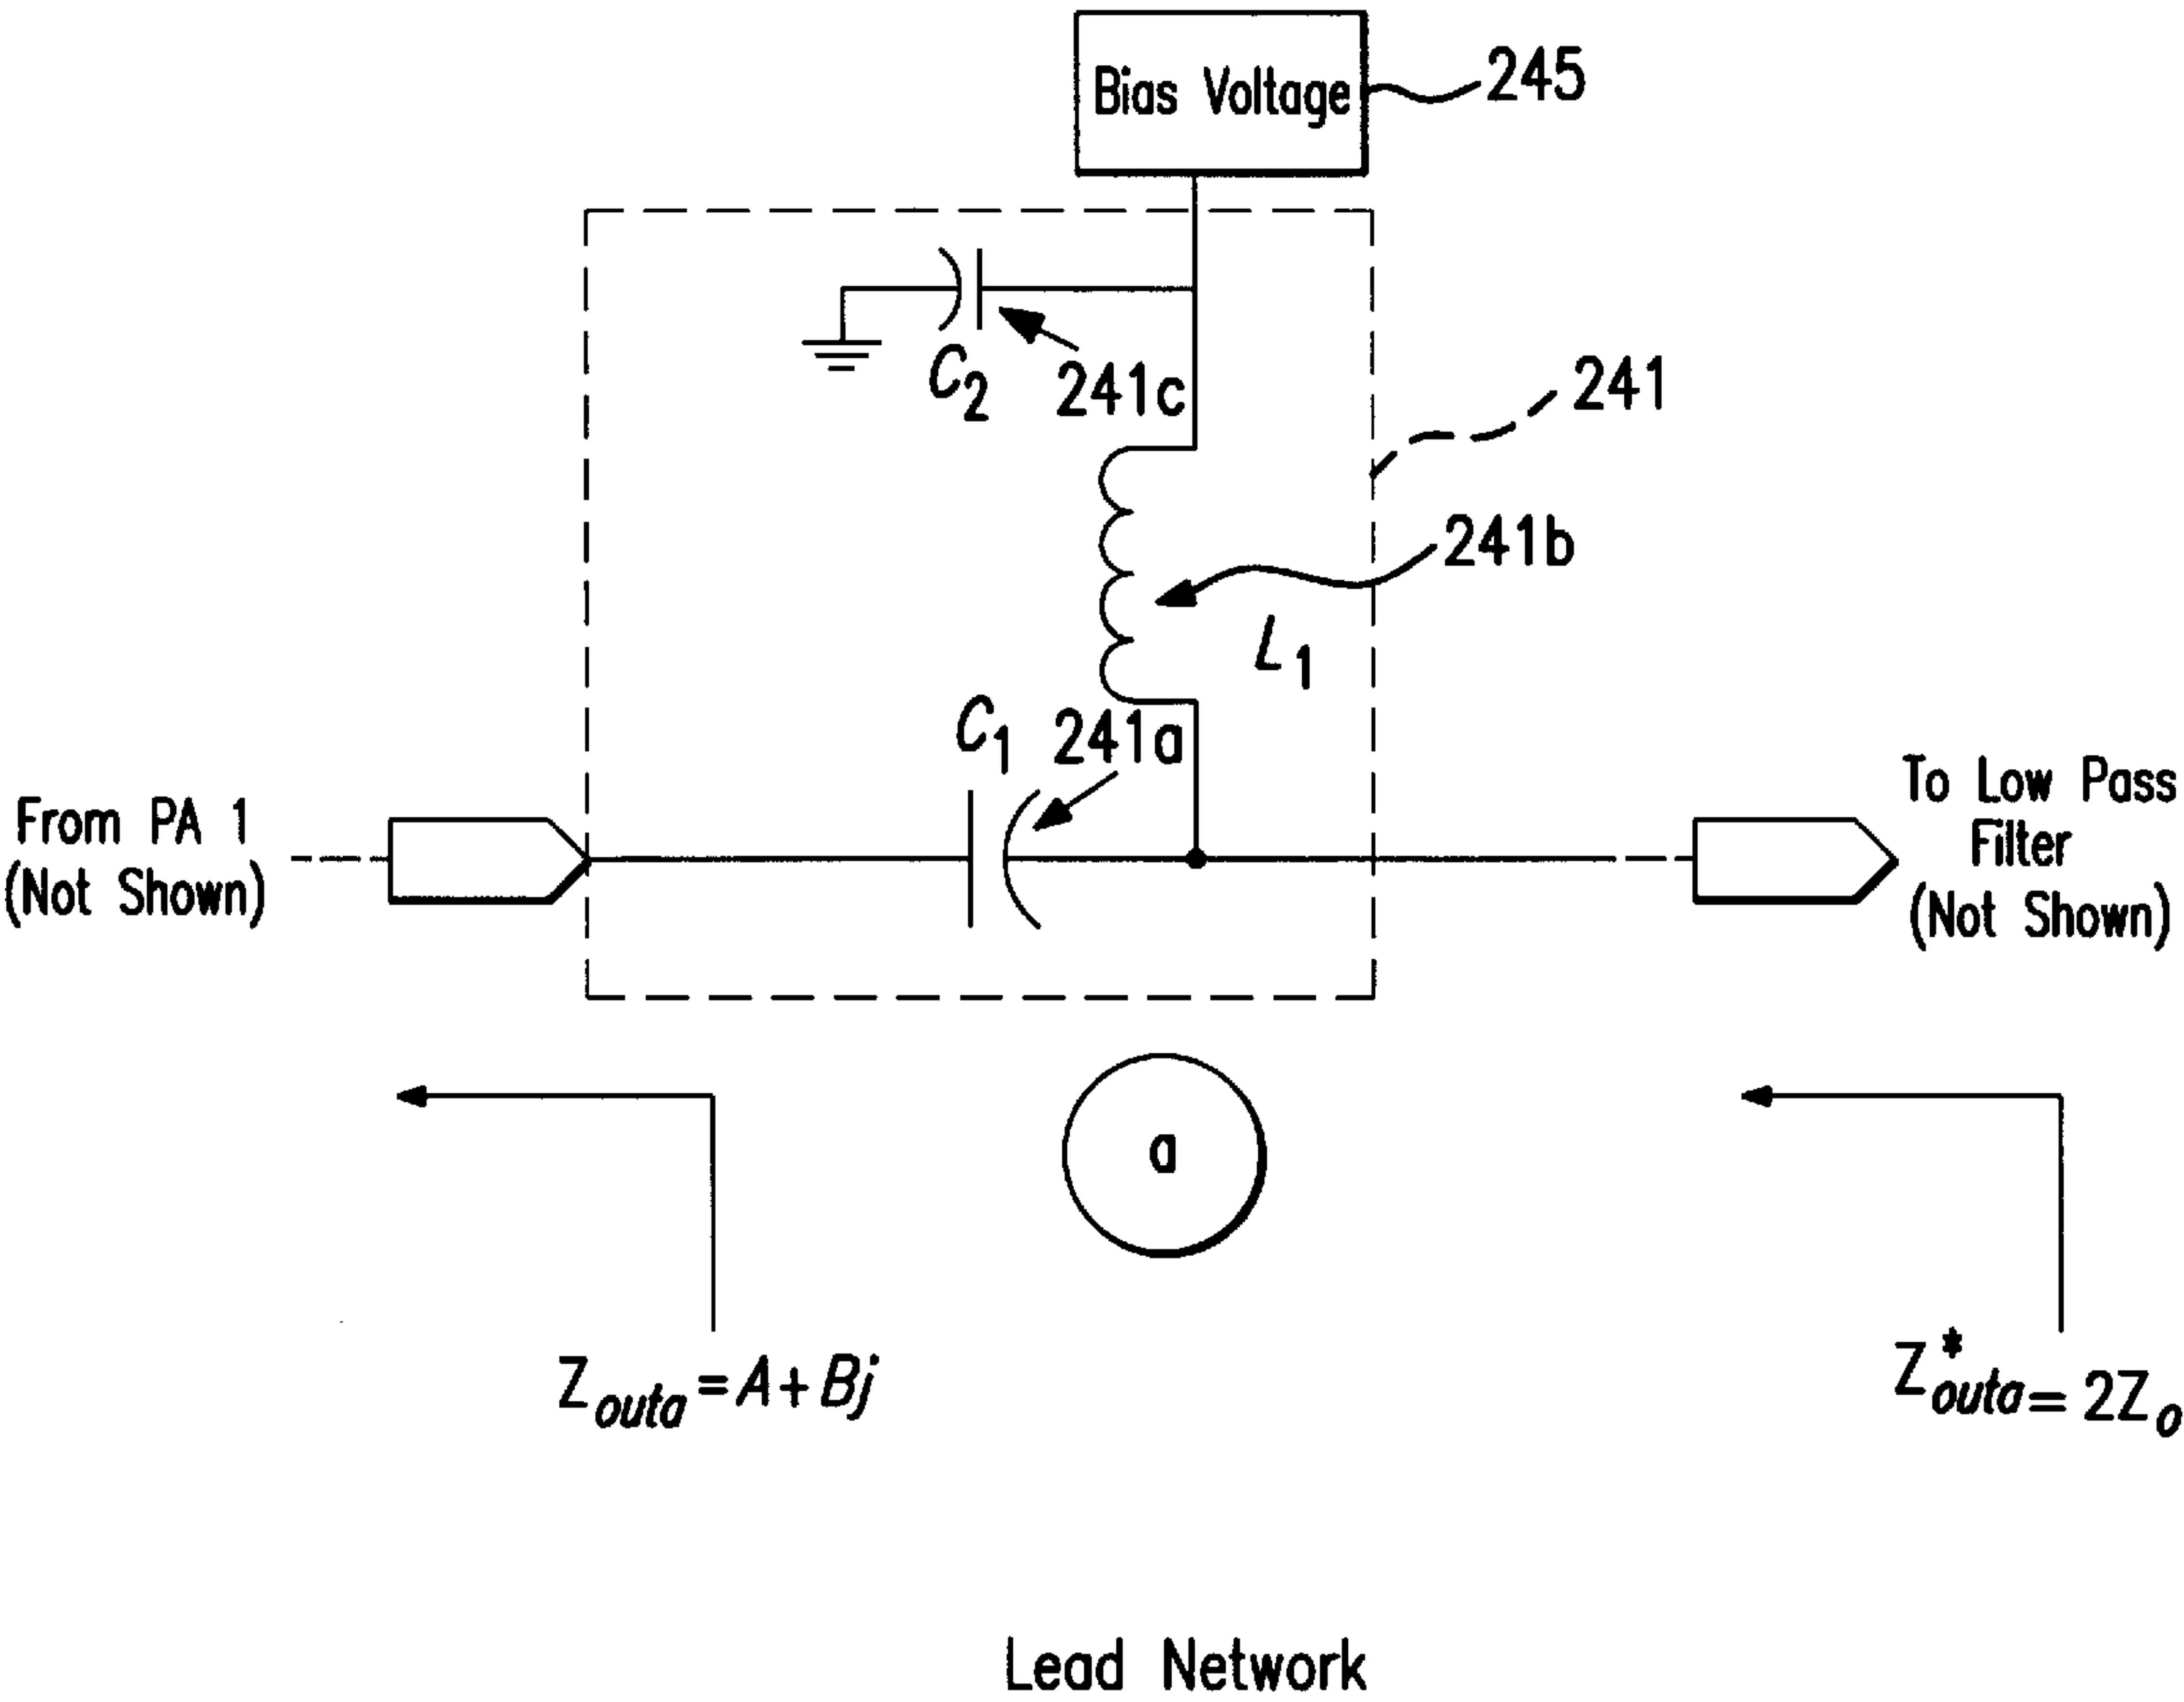 Bias Voltage
245
C2
241c
241
241b
L1
C1
241a
From PA 1
(Not Shown)
To Low Pass
Filter
(Not Shown)
a
Zouta=A+Bj
Z*outa=2Zo
Lead Network